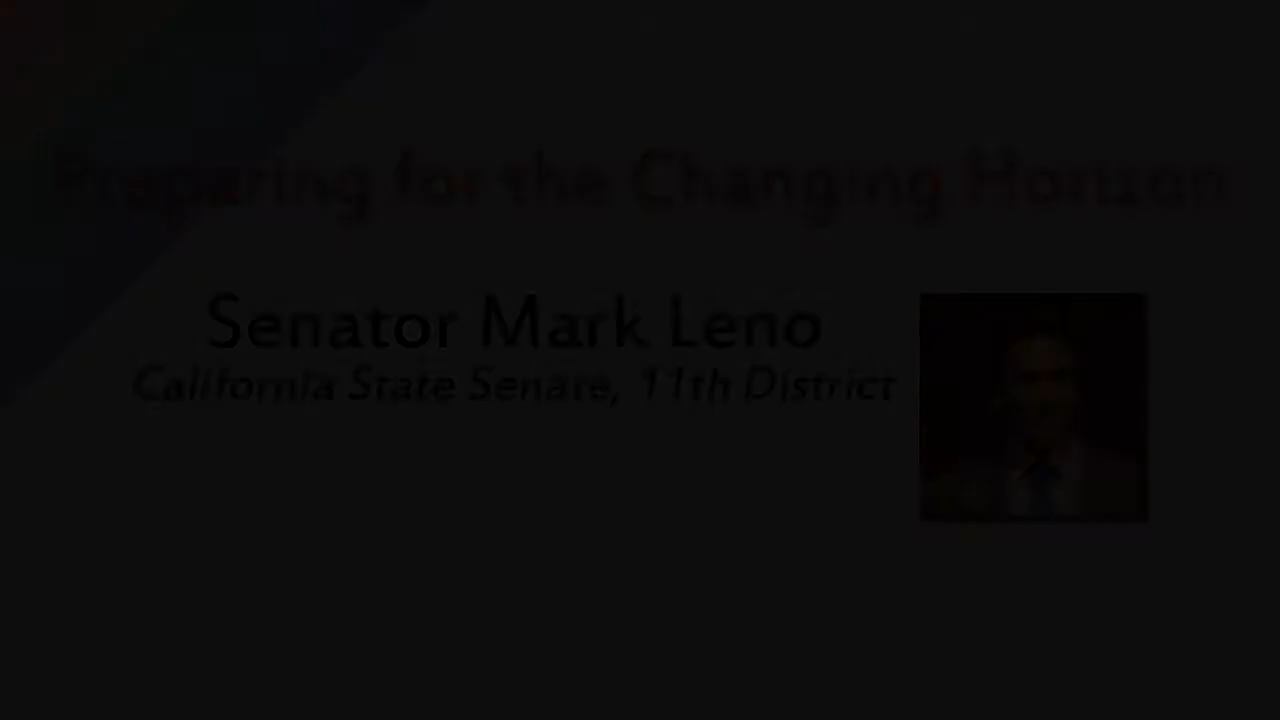 Preparing for the Changing Horizon
Senator Mark Leno
California State Senate, 11th District